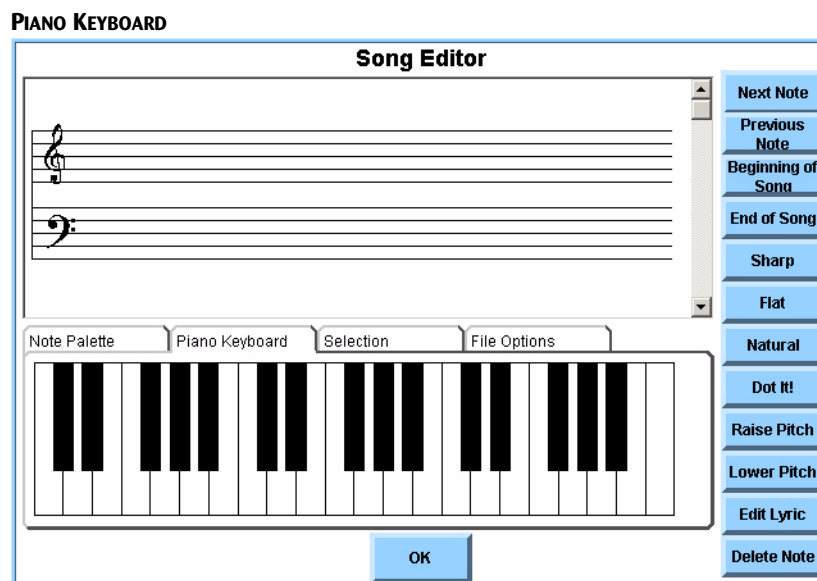 PIANO KEYBOARD
Song Editor
Next Note
Previous
Note
Beginning of
Song
End of Song
Sharp
Flat
Natural
Dot It!
Raise Pitch
Lower Pitch
Edit Lyric
Delete Note
Note Palette
Piano Keyboard
Selection
File Options
OK